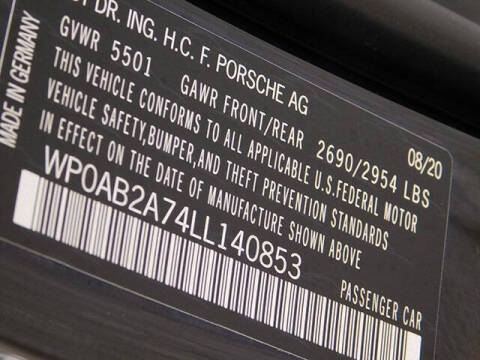 BY DR. ING. H.C. F. PORSCHE AG 08/20
GVWR 5501 GAWR FRONT/REAR 2690/2954 LBS
THIS VEHICLE CONFORMS TO ALL APPLICABLE U.S.FEDERAL MOTOR
VEHICLE SAFETY,BUMPER,AND THEFT PREVENTION STANDARDS
IN EFFECT ON THE DATE OF MANUFACTURE SHOWN ABOVE
WP0AB2A74LL140853
PASSENGER CAR
MADE IN GERMANY